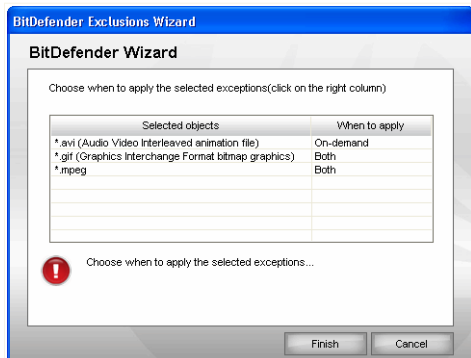 BitDefender Exclusions Wizard
BitDefender Wizard
Choose when to apply the selected exceptions(click on the right column)
Selected objects When to apply
*.avi (Audio Video Interleaved animation file) On-demand
*.gif (Graphics Interchange Format bitmap graphics) Both
*.mpeg Both
Choose when to apply the selected exceptions...
Finish Cancel